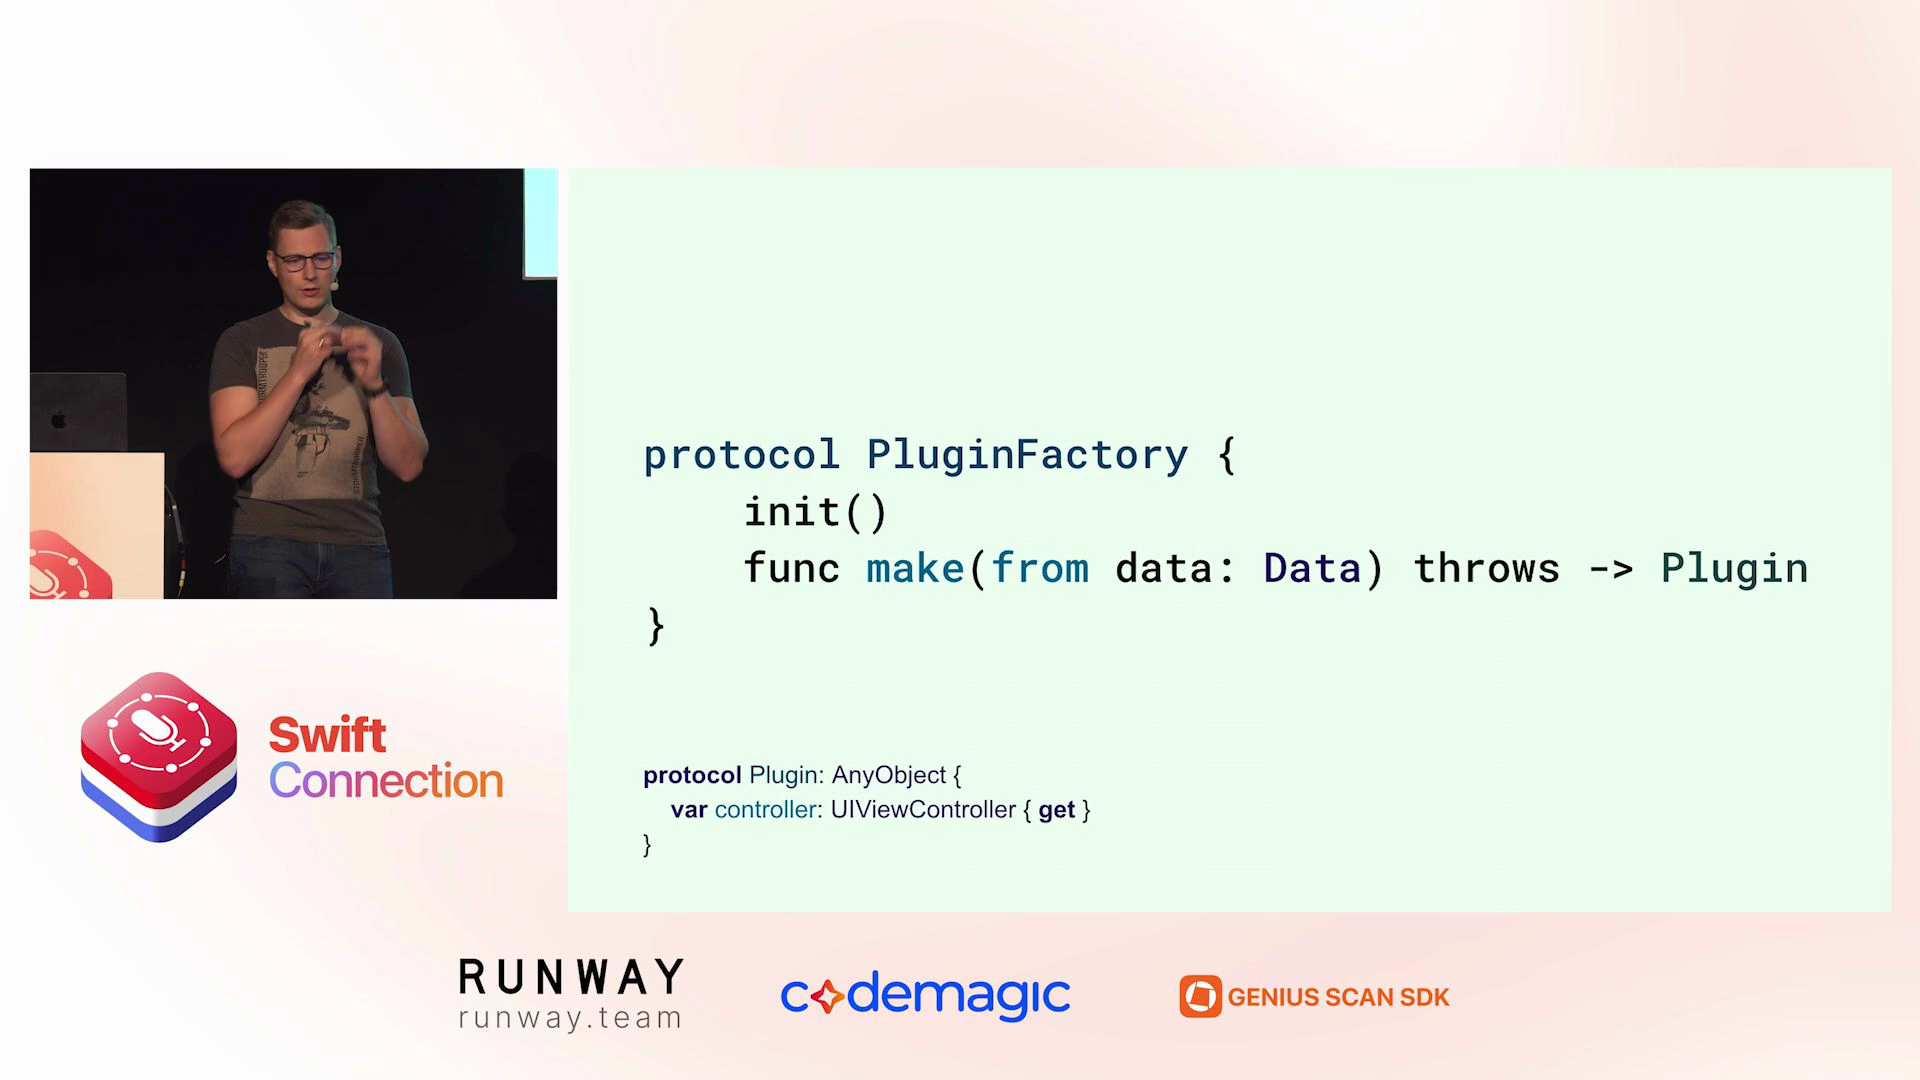 protocol PluginFactory {
init()
func make(from data: Data) throws -> Plugin
}
protocol Plugin: AnyObject {
var controller: UIViewController { get }
}
Swift
Connection
RUNWAY
runway.team
codemagic
GENIUS SCAN SDK